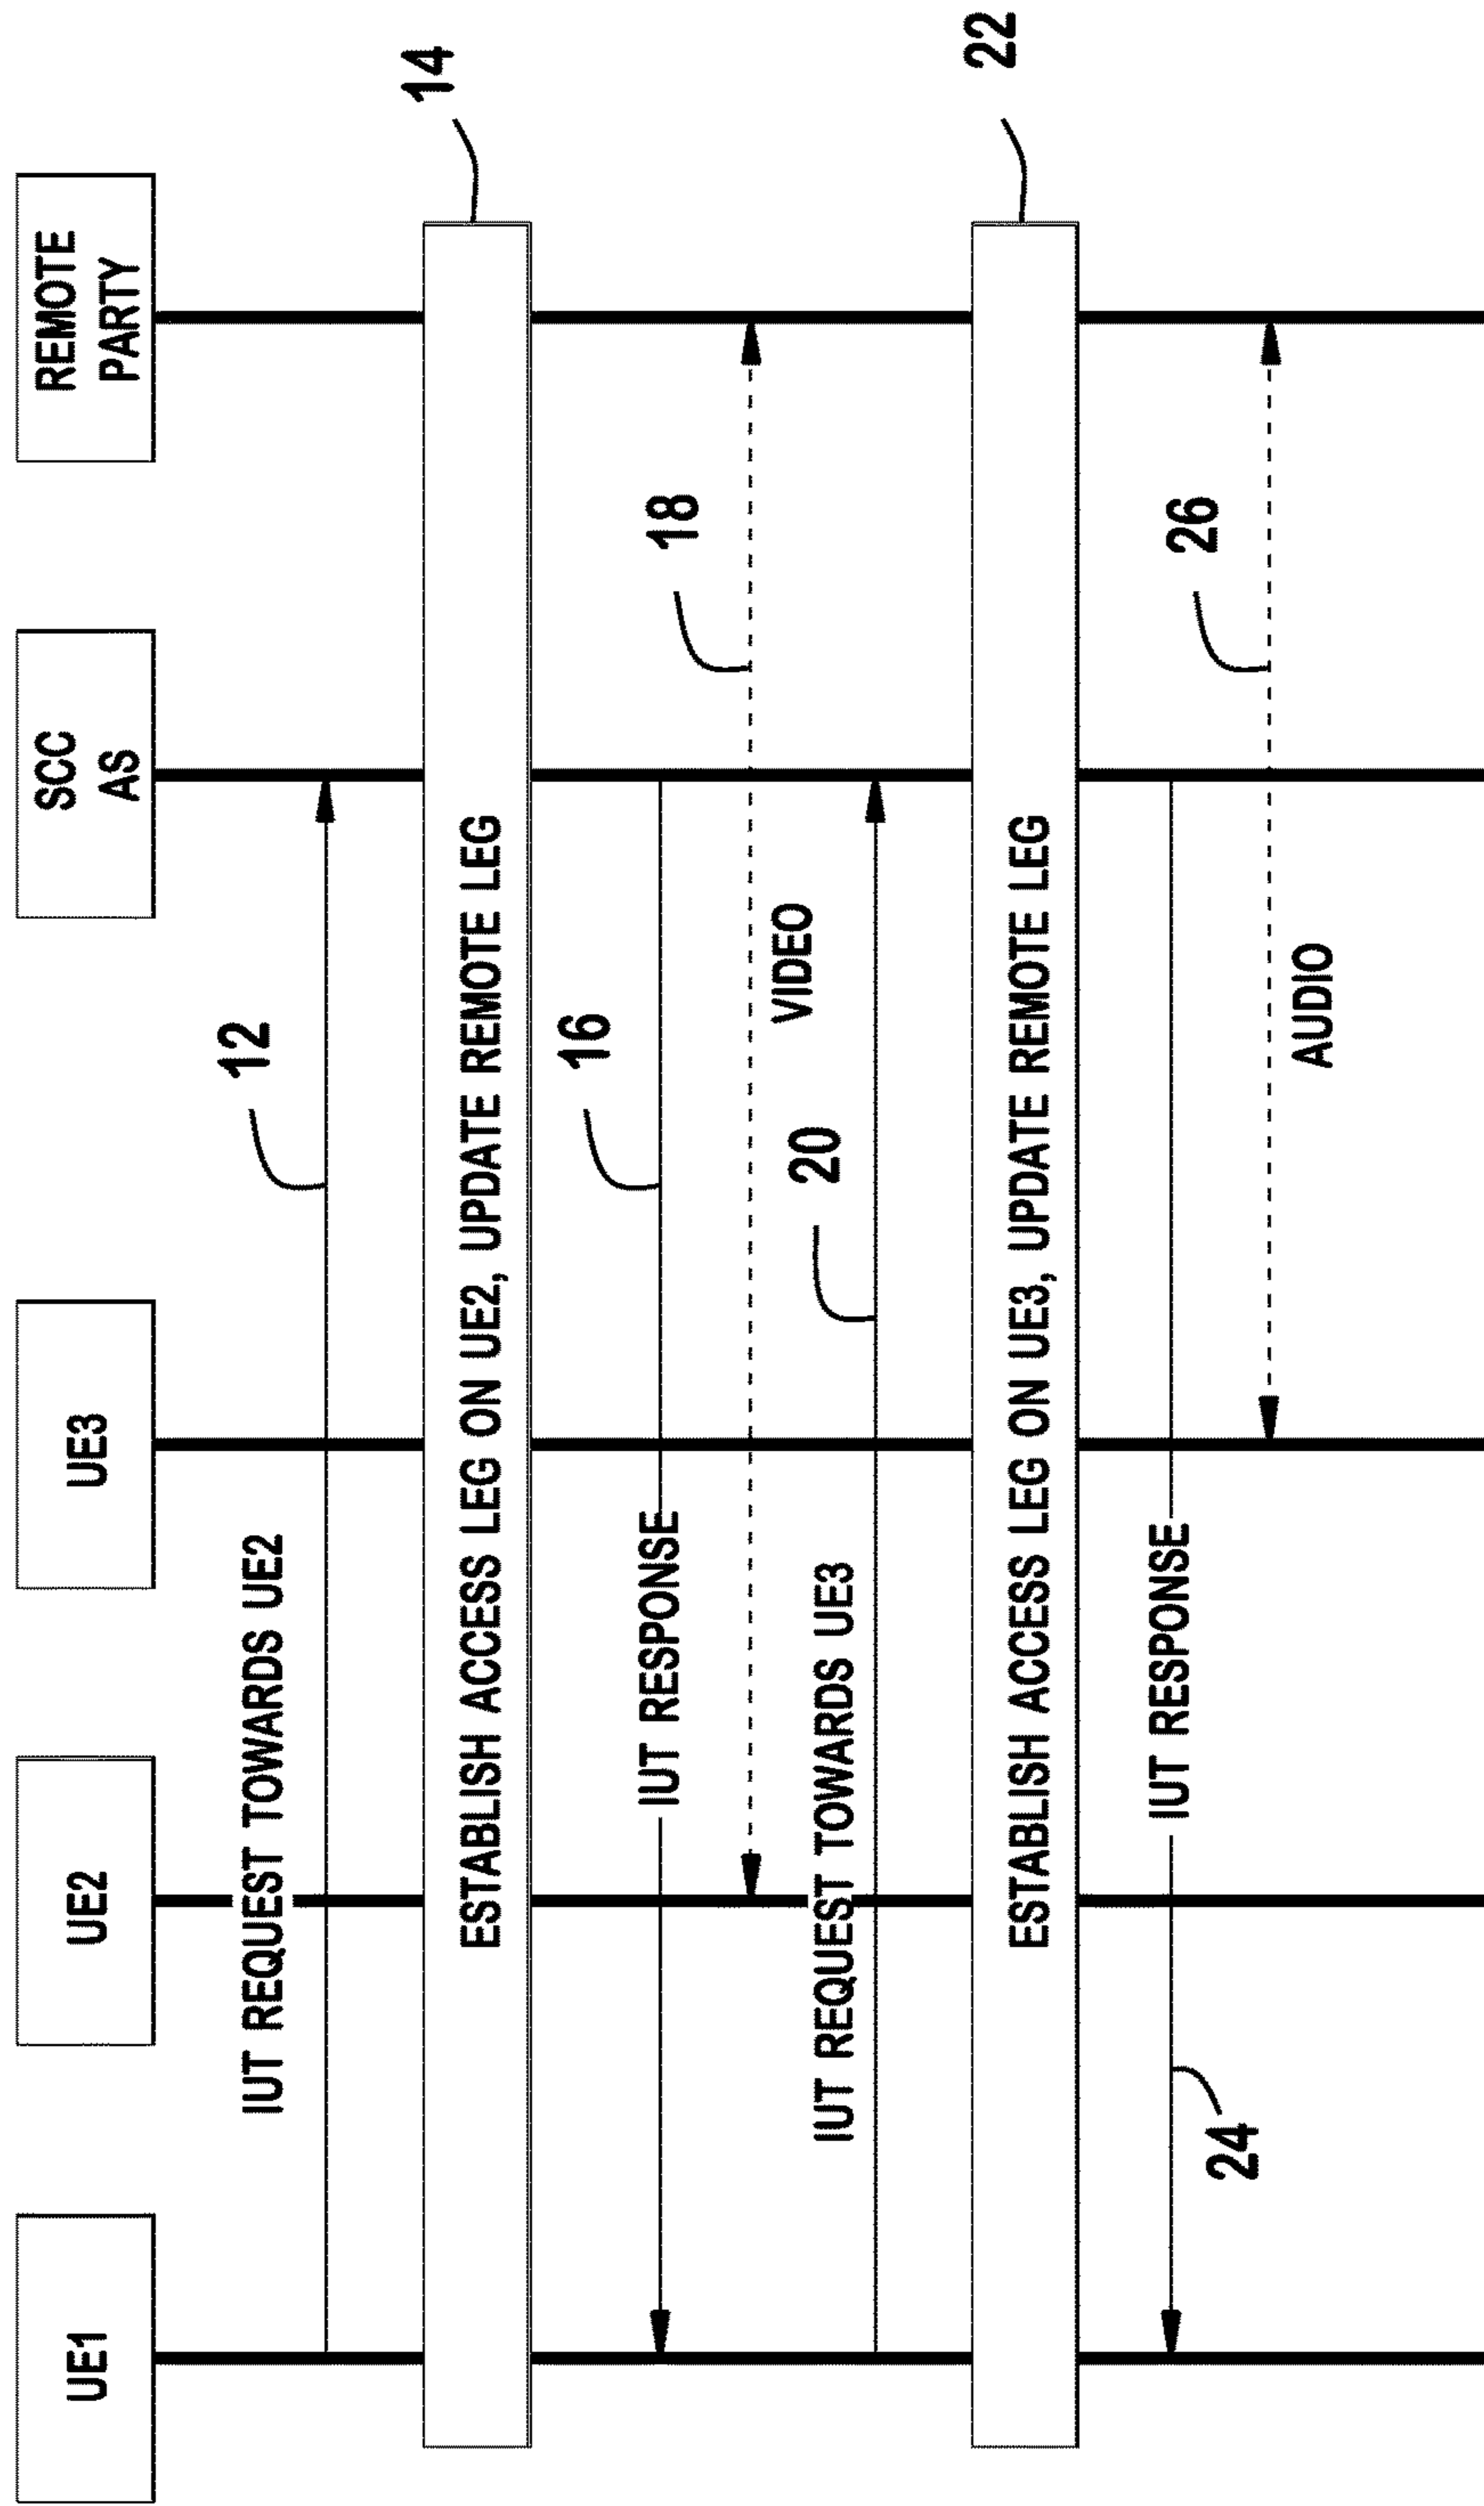 UE1
UE2
UE3
SCC
AS
REMOTE
PARTY
IUT REQUEST TOWARDS UE2
12
14
ESTABLISH ACCESS LEG ON UE2, UPDATE REMOTE LEG
IUT RESPONSE
16
18
VIDEO
IUT REQUEST TOWARDS UE3
20
22
ESTABLISH ACCESS LEG ON UE3, UPDATE REMOTE LEG
IUT RESPONSE
24
26
AUDIO